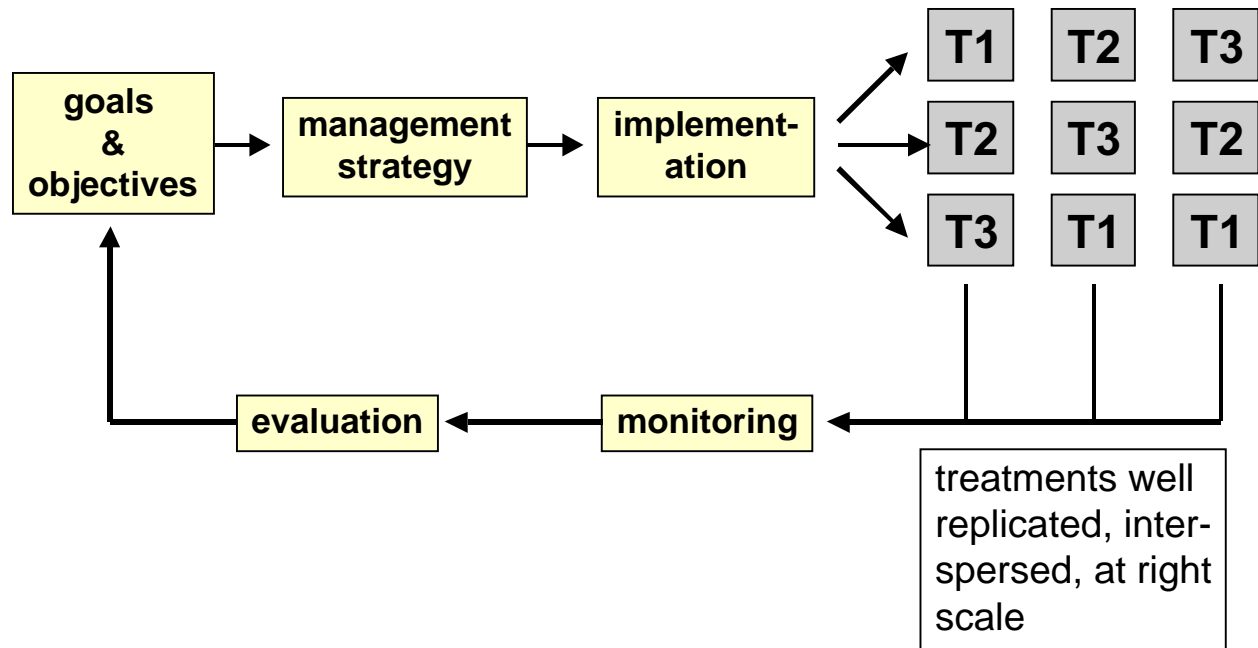 goals
&
objectives
management
strategy
implement-
ation
T1 T2 T3
T2 T3 T2
T3 T1 T1
evaluation
monitoring
treatments well
replicated, inter-
spersed, at right
scale